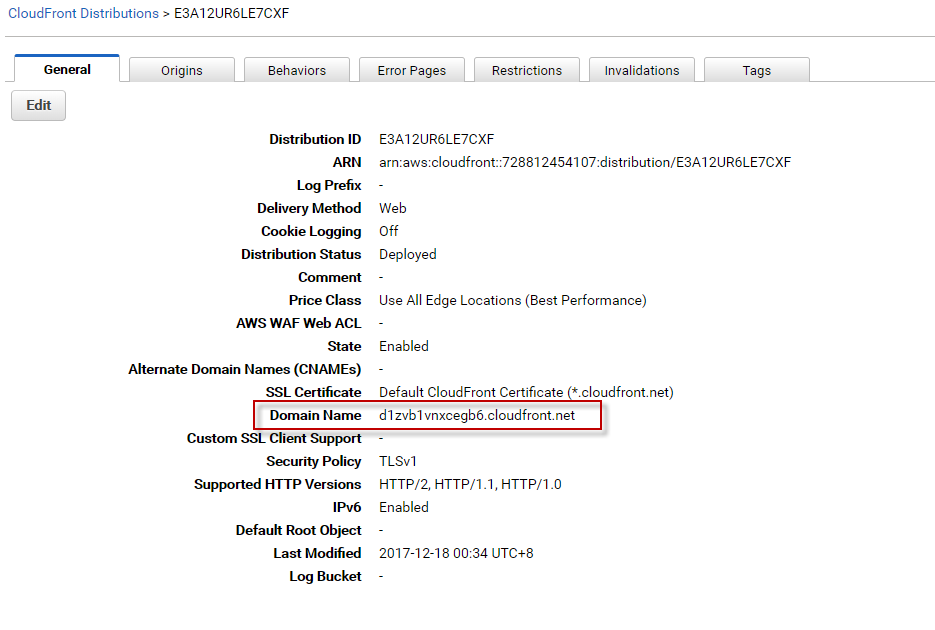 CloudFront Distributions > E3A12UR6LE7CXF
General Origins Behaviors Error Pages Restrictions Invalidations Tags
Edit
Distribution ID E3A12UR6LE7CXF
ARN arn:aws:cloudfront::728812454107:distribution/E3A12UR6LE7CXF
Log Prefix -
Delivery Method Web
Cookie Logging Off
Distribution Status Deployed
Comment -
Price Class Use All Edge Locations (Best Performance)
AWS WAF Web ACL -
State Enabled
Alternate Domain Names (CNAMEs) -
SSL Certificate Default CloudFront Certificate (*.cloudfront.net)
Domain Name d1zvb1vnxcegb6.cloudfront.net
Custom SSL Client Support -
Security Policy TLSv1
Supported HTTP Versions HTTP/2, HTTP/1.1, HTTP/1.0
IPv6 Enabled
Default Root Object -
Last Modified 2017-12-18 00:34 UTC+8
Log Bucket -